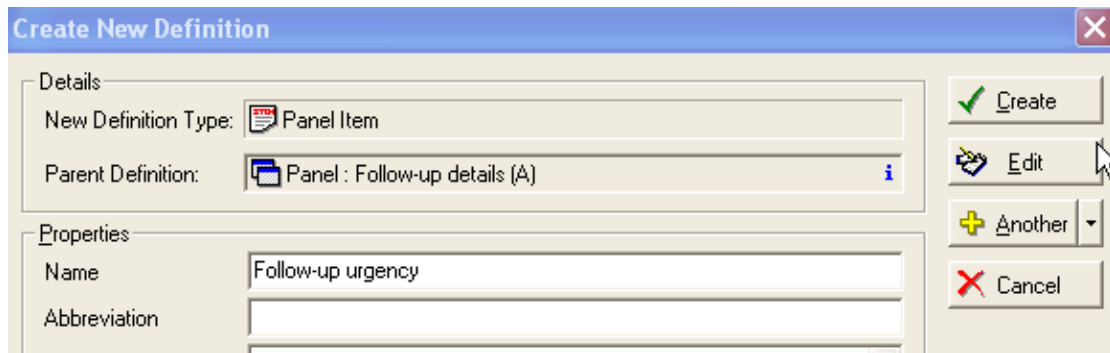 Create New Definition
Details
New Definition Type: Panel Item
Parent Definition: Panel : Follow-up details (A) i
Properties
Name Follow-up urgency
Abbreviation
Create
Edit
Another
Cancel